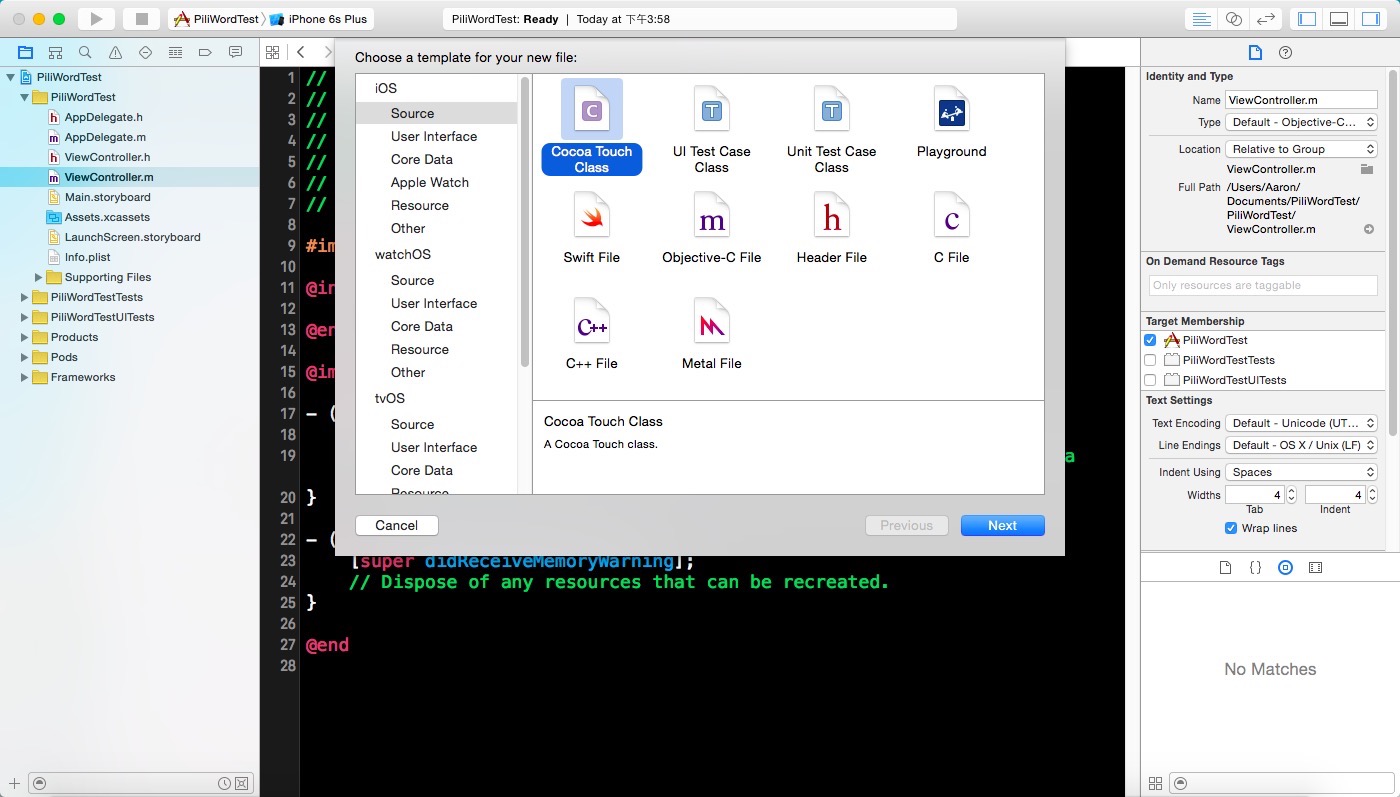 PiliWordTest
iPhone 6s Plus
PiliWordTest: Ready | Today at 下午3:58
PiliWordTest
PiliWordTest
AppDelegate.h
AppDelegate.m
ViewController.h
ViewController.m
Main.storyboard
Assets.xcassets
LaunchScreen.storyboard
Info.plist
Supporting Files
PiliWordTestTests
PiliWordTestUITests
Products
Pods
Frameworks
Choose a template for your new file:
iOS
Source
User Interface
Core Data
Apple Watch
Resource
Other
watchOS
Source
User Interface
Core Data
Resource
Other
tvOS
Source
User Interface
Core Data
Resource
Cocoa Touch
Class
UI Test Case
Class
Unit Test Case
Class
Playground
Swift File
Objective-C File
Header File
C File
C++ File
Metal File
Cocoa Touch Class
A Cocoa Touch class.
Cancel
Previous
Next
1 //
2 //
3 //
4 //
5 //
6 //
7 //
8
9 #im
10
11 @in
12
13 @en
14
15 @im
16
17 – (
18
19 a
20 }
21
22 – (
23 [super didReceiveMemoryWarning];
24 // Dispose of any resources that can be recreated.
25 }
26
27 @end
28
Identity and Type
Name ViewController.m
Type Default - Objective-C...
Location Relative to Group
ViewController.m
Full Path /Users/Aaron/
Documents/PiliWordTest/
PiliWordTest/
ViewController.m
On Demand Resource Tags
Only resources are taggable
Target Membership
PiliWordTest
PiliWordTestTests
PiliWordTestUITests
Text Settings
Text Encoding Default - Unicode (UT...
Line Endings Default - OS X / Unix (LF)
Indent Using Spaces
Widths 4 4
Tab Indent
Wrap lines
No Matches